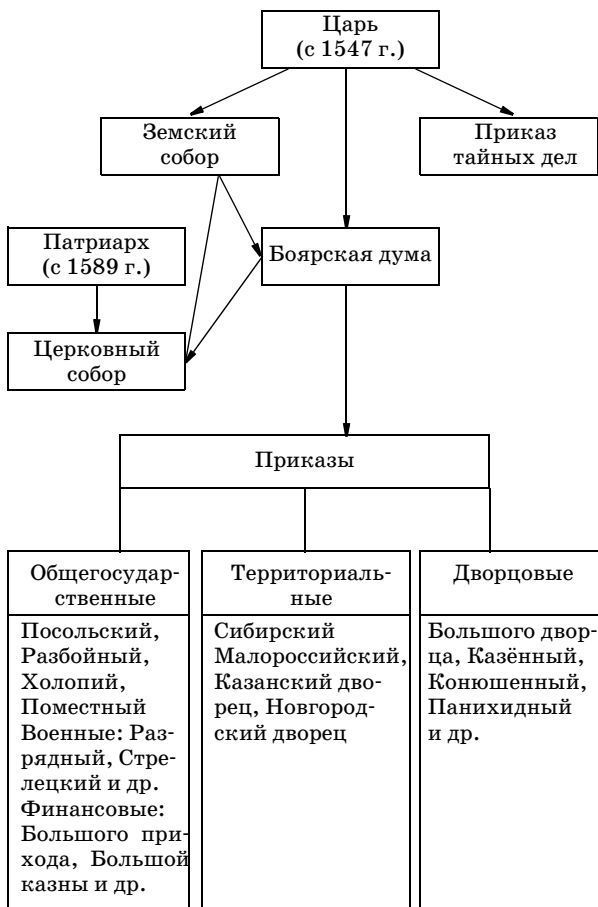 Царь
(с 1547 г.)
Земский
собор
Приказ
тайных дел
Патриарх
(с 1589 г.)
Боярская дума
Церковный
собор
Приказы
Общегосудар-
ственные
Посольский,
Разбойный,
Холопий,
Поместный
Военные: Раз-
рядный, Стре-
лецкий и др.
Финансовые:
Большого при-
хода, Большой
казны и др.
Территориаль-
ные
Сибирский
Малороссийский,
Казанский дво-
рец, Новгород-
ский дворец
Дворцовые
Большого двор-
ца, Казённый,
Конюшенный,
Панихидный
и др.